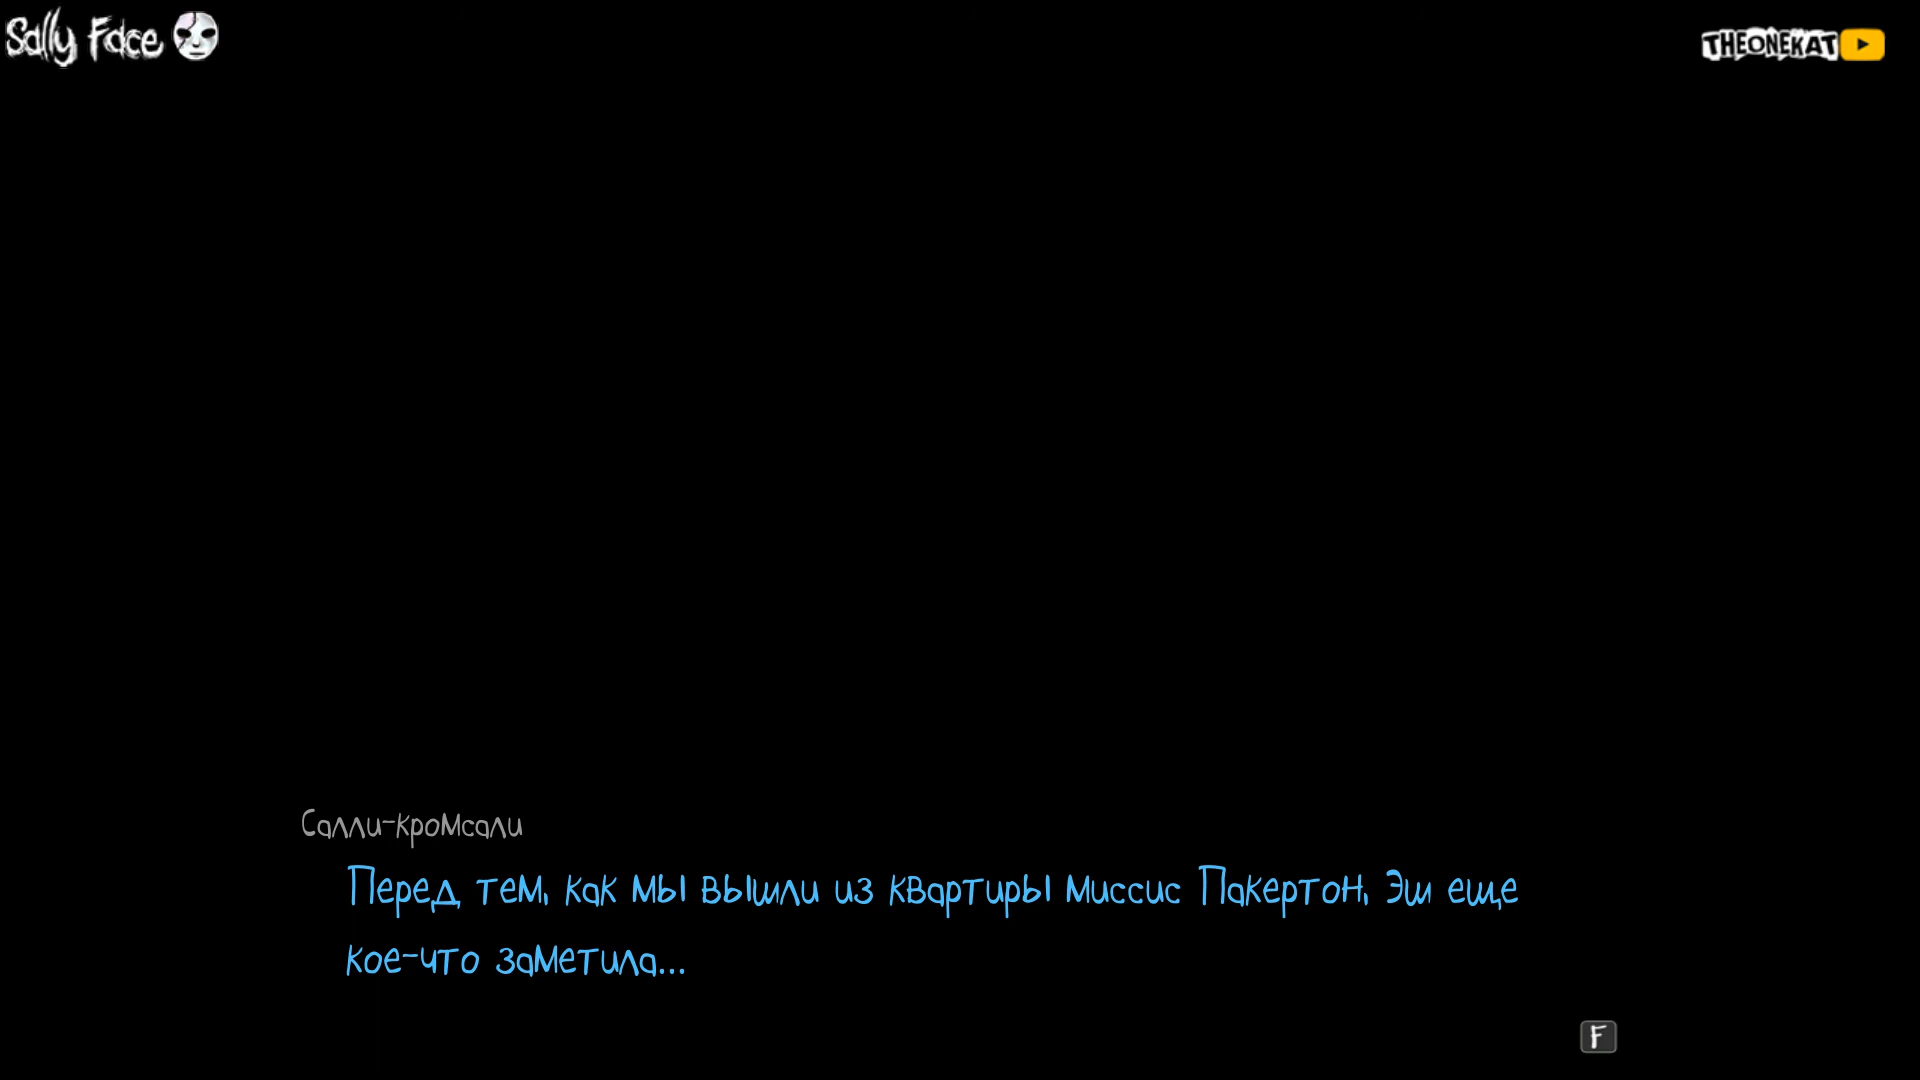 Sally Face
THEONEKAT
Салли-кромсали
Перед тем, как мы вышли из квартиры миссис Пакертон, Эш еще
кое-что заметила...
F